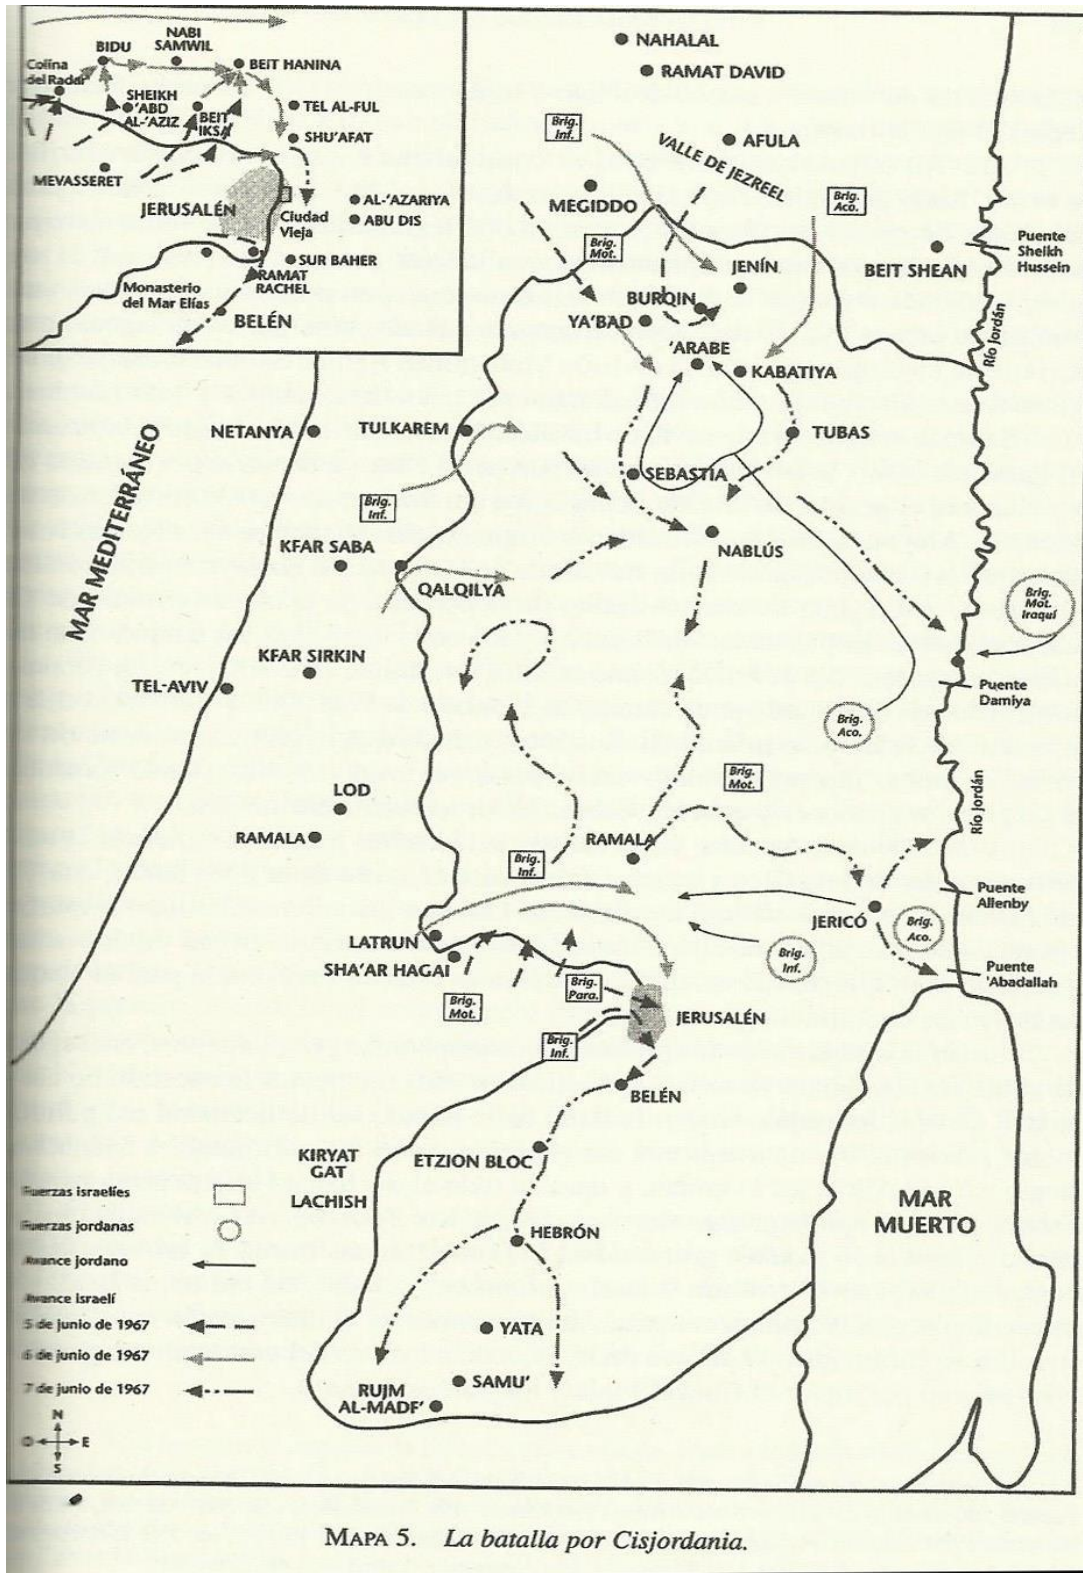 BIDU
NABI
SAMWIL
BEIT HANINA
Colina
del Radar
SHEIKH
'ABD
AL-'AZIZ
BEIT
IKSA
TEL AL-FUL
SHU'AFAT
MEVASSERET
JERUSALÉN
Ciudad
Vieja
AL-'AZARIYA
ABU DIS
SUR BAHER
RAMAT
RACHEL
Monasterio
del Mar Elías
BELÉN
NAHALAL
RAMAT DAVID
Brig.
Inf.
AFULA
VALLE DE JEZREEL
MEGIDDO
Brig.
Aco.
Brig.
Mot.
JENÍN
BEIT SHEAN
Puente
Sheikh
Hussein
BURQIN
YA'BAD
Río Jordán
'ARABE
KABATIYA
MAR MEDITERRÁNEO
NETANYA
TULKAREM
TUBAS
SEBASTIA
Brig.
Inf.
KFAR SABA
NABLÚS
QALQILYA
Brig.
Mot.
Iraquí
KFAR SIRKIN
TEL-AVIV
Puente
Damiya
Brig.
Aco.
Brig.
Mot.
Río Jordán
LOD
RAMALA
RAMALA
Brig.
Inf.
Puente
Allenby
JERICÓ
Brig.
Aco.
LATRUN
SHA'AR HAGAI
Brig.
Inf.
Puente
'Abadallah
Brig.
Mot.
Brig.
Para.
JERUSALÉN
Brig.
Inf.
BELÉN
KIRYAT
GAT
LACHISH
ETZION BLOC
HEBRÓN
MAR
MUERTO
Fuerzas israelíes
Fuerzas jordanas
Avance jordano
Avance Israelí
5 de junio de 1967
6 de junio de 1967
7 de junio de 1967
YATA
SAMU'
RUJM
AL-MADF'
N
O E
S
MAPA 5. La batalla por Cisjordania.